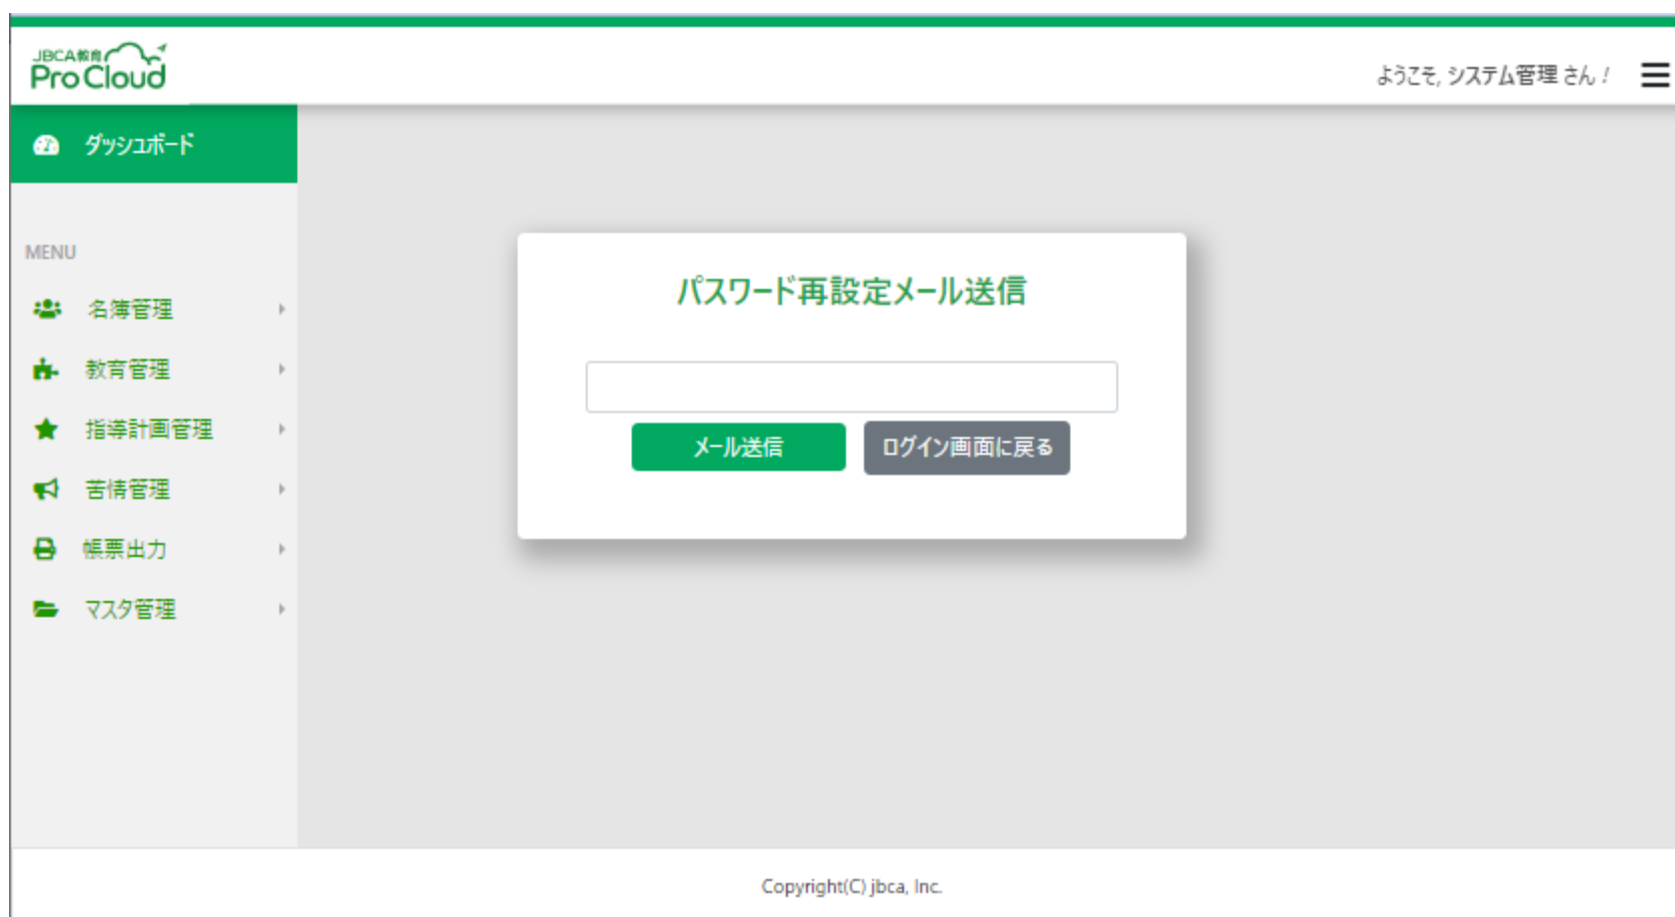 JBCA教育
Pro Cloud
ようこそ, システム管理 さん !
ダッシュボード
MENU
名簿管理
教育管理
指導計画管理
苦情管理
帳票出力
マスタ管理
パスワード再設定メール送信
メール送信
ログイン画面に戻る
Copyright(C) jbca, Inc.